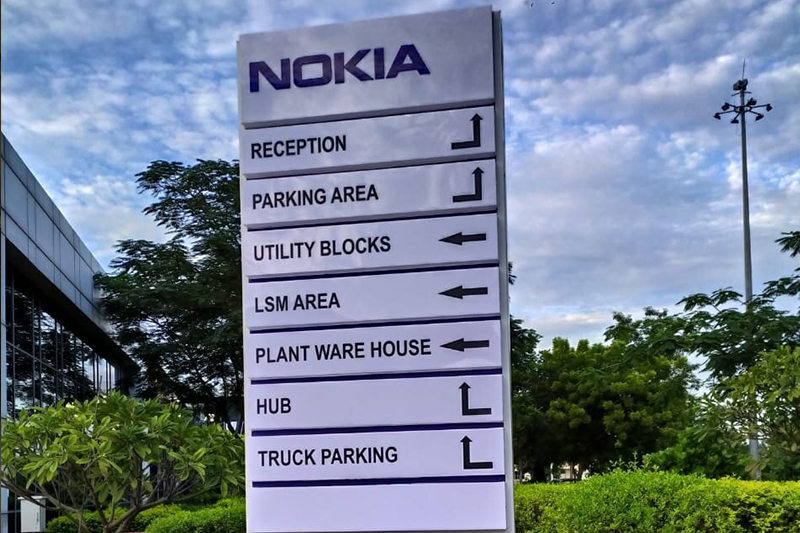 NOKIA
RECEPTION
PARKING AREA
UTILITY BLOCKS
LSM AREA
PLANT WARE HOUSE
HUB
TRUCK PARKING